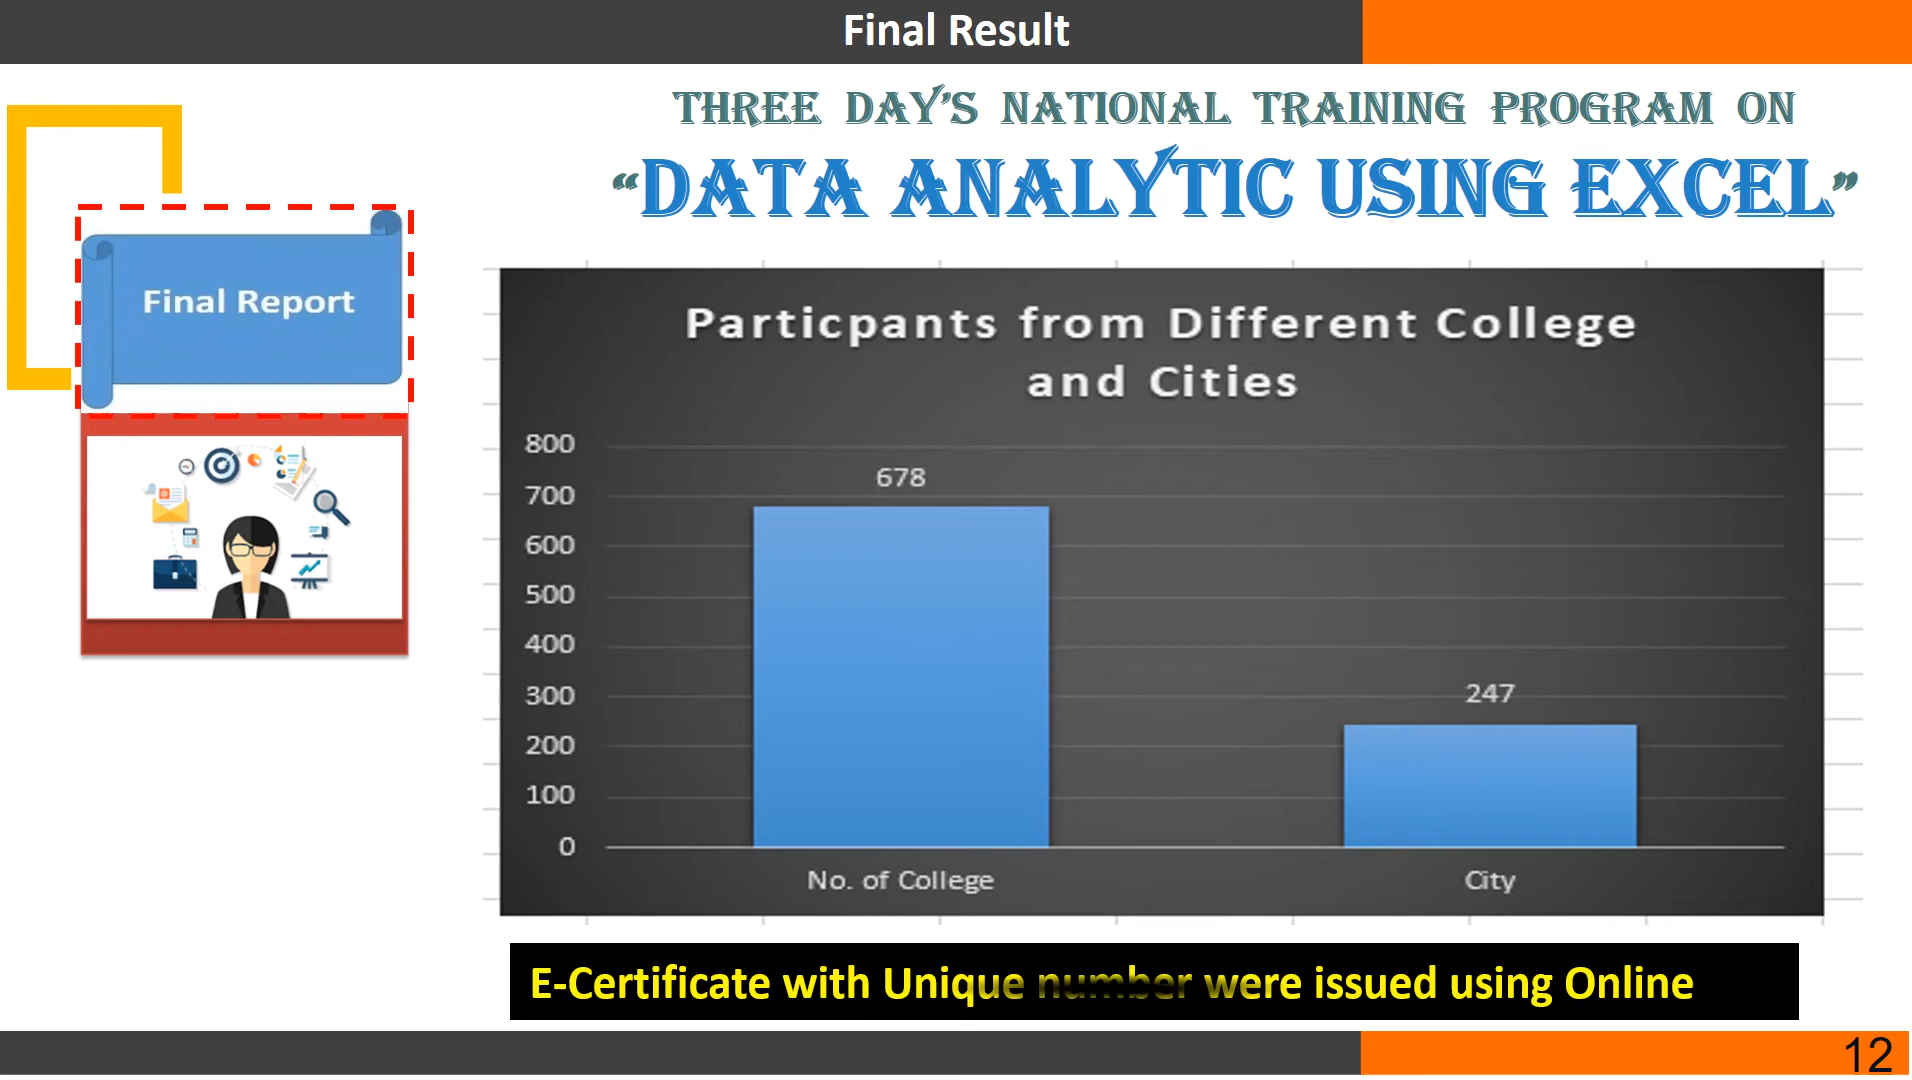 Final Result
THREE DAY'S NATIONAL TRAINING PROGRAM ON
“DATA ANALYTIC USING EXCEL”
Final Report
Particpants from Different College
and Cities
800
700
600
500
400
300
200
100
0
678
247
No. of College
City
E-Certificate with Unique number were issued using Online
12